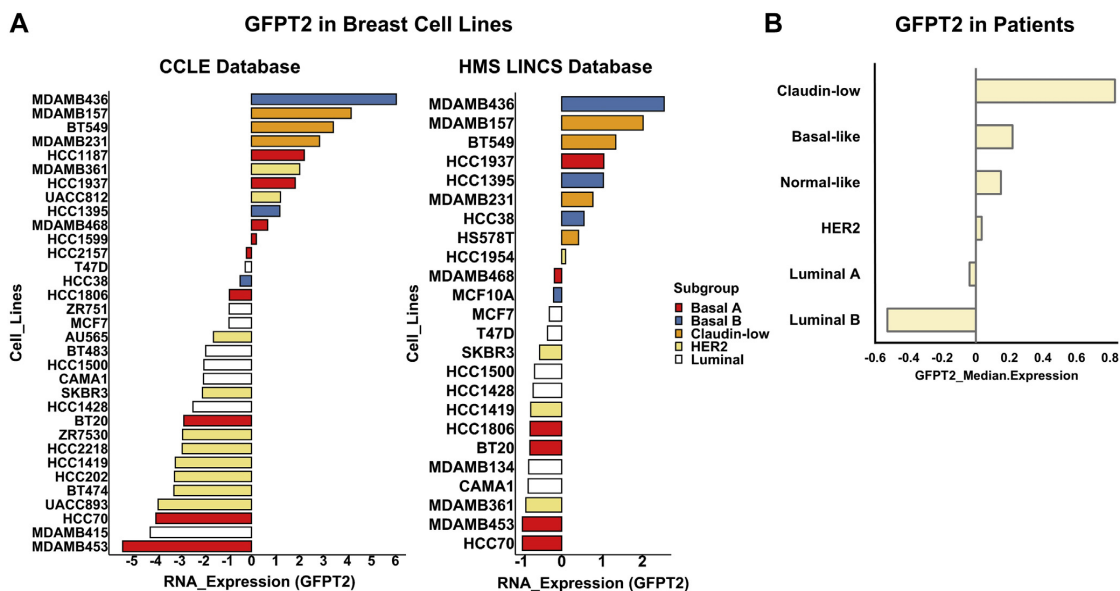 A
GFPT2 in Breast Cell Lines
CCLE Database
Cell_Lines
MDAMB436
MDAMB157
BT549
MDAMB231
HCC1187
MDAMB361
HCC1937
UACC812
HCC1395
MDAMB468
HCC1599
HCC2157
T47D
HCC38
HCC1806
ZR751
MCF7
AU565
BT483
HCC1500
CAMA1
SKBR3
HCC1428
BT20
ZR7530
HCC2218
HCC1419
HCC202
BT474
UACC893
HCC70
MDAMB415
MDAMB453
-5 -4 -3 -2 -1 0 1 2 3 4 5 6
RNA_Expression (GFPT2)
HMS LINCS Database
Cell_Lines
MDAMB436
MDAMB157
BT549
HCC1937
HCC1395
MDAMB231
HCC38
HS578T
HCC1954
MDAMB468
MCF10A
MCF7
T47D
SKBR3
HCC1500
HCC1428
HCC1419
HCC1806
BT20
MDAMB134
CAMA1
MDAMB361
MDAMB453
HCC70
-1 0 1 2
RNA_Expression (GFPT2)
Subgroup
Basal A
Basal B
Claudin-low
HER2
Luminal
B
GFPT2 in Patients
Claudin-low
Basal-like
Normal-like
HER2
Luminal A
Luminal B
-0.6 -0.4 -0.2 0 0.2 0.4 0.6 0.8
GFPT2_Median.Expression